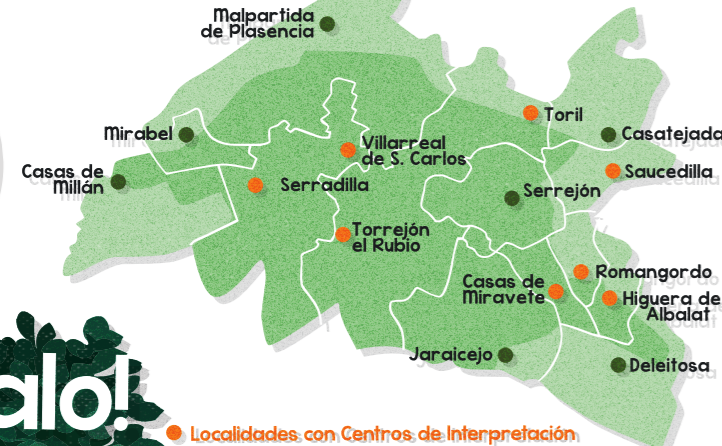 Malpartida
de Plasencia
Toril
Mirabel
Casatejada
Villarreal
de S. Carlos
Casas de
Millán
Saucedilla
Serradilla
Serrejón
Torrejón
el Rubio
Romangordo
Casas de
Miravete
Higuera de
Albalat
Jaraicejo
Deleitosa
alo!
Localidades con Centros de Interpretación